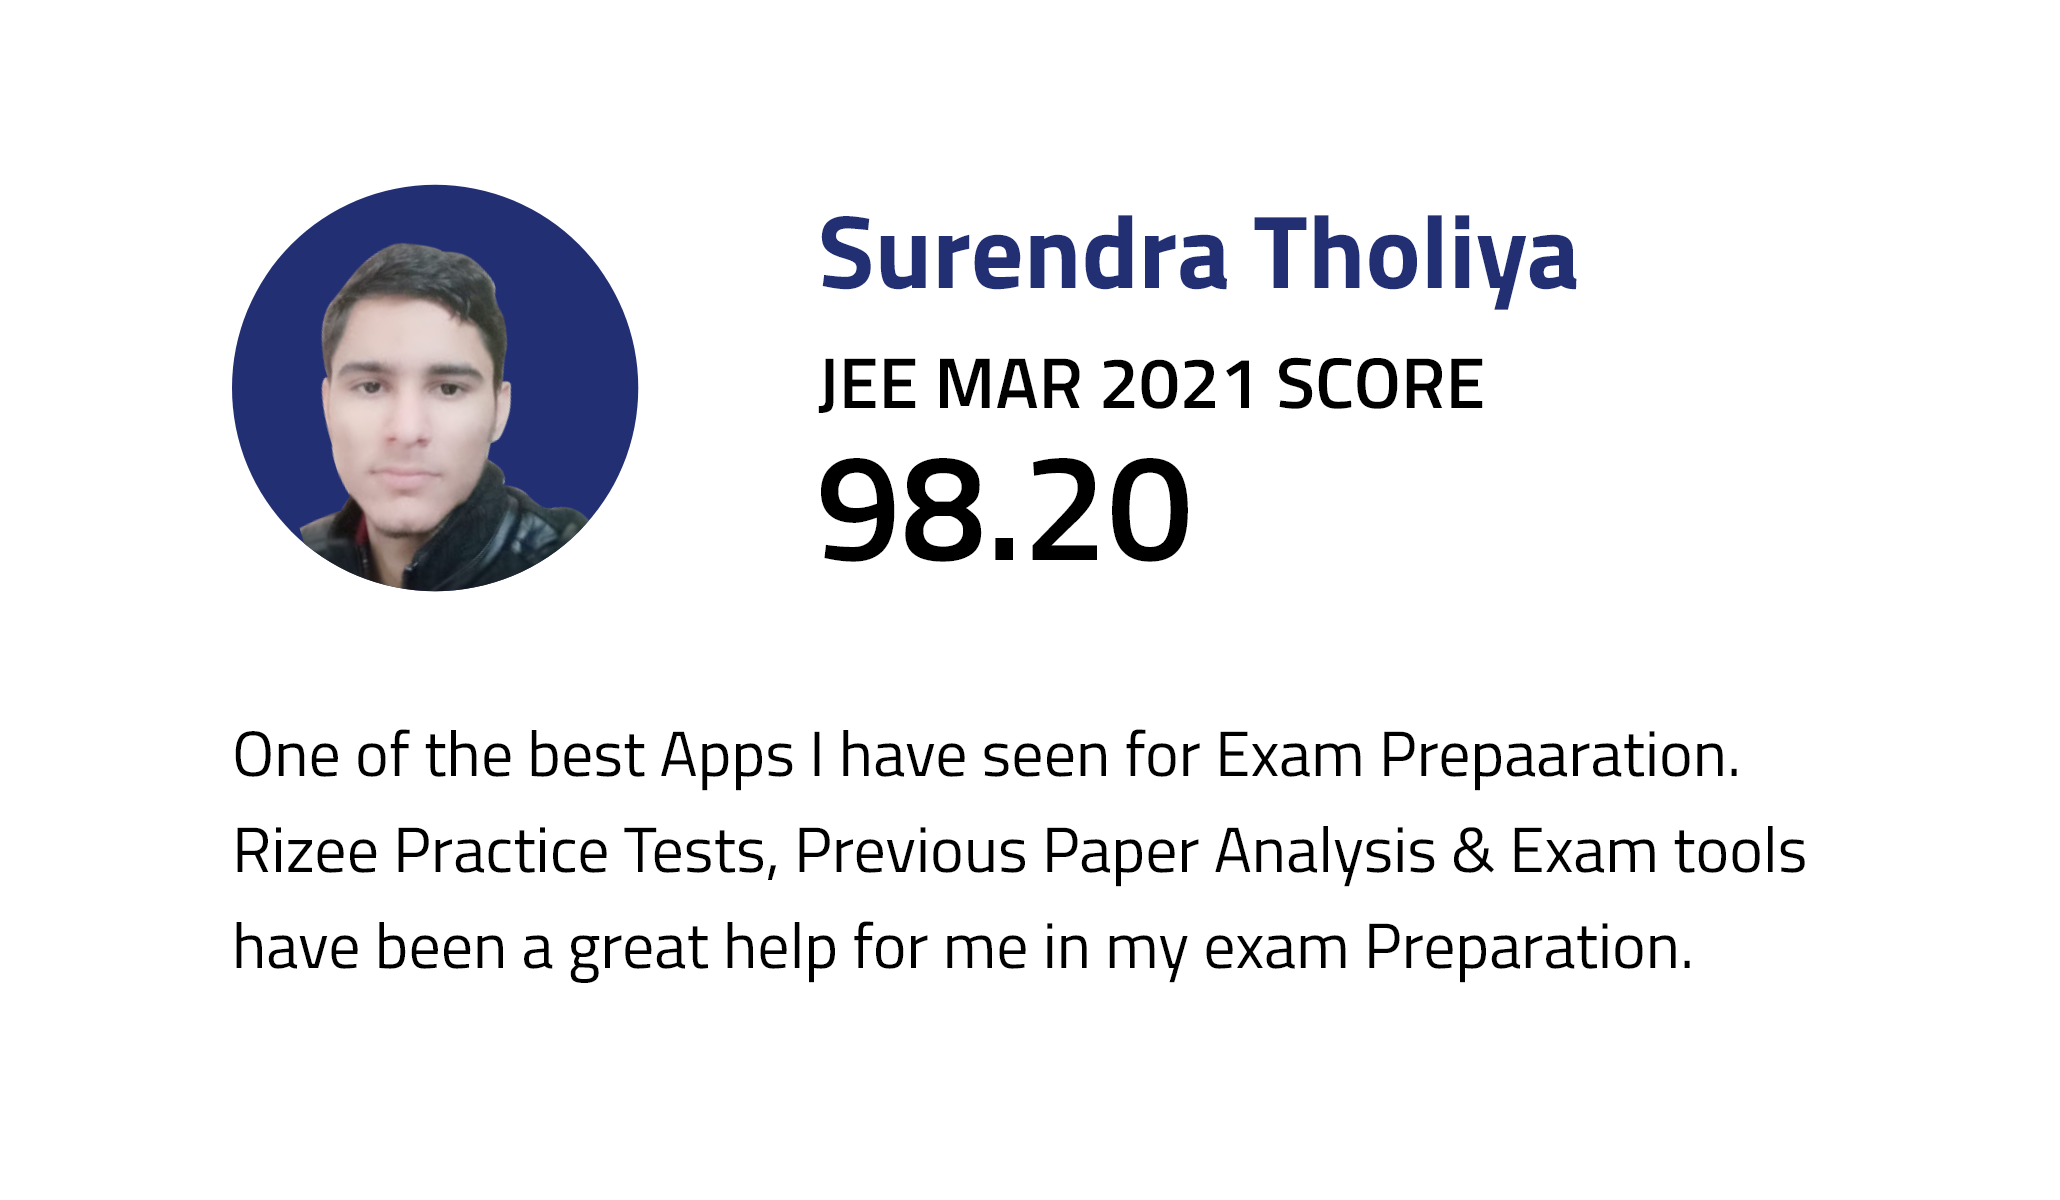 Surendra Tholiya
JEE MAR 2021 SCORE
98.20
One of the best Apps I have seen for Exam Prepaaration.
Rizee Practice Tests, Previous Paper Analysis & Exam tools
have been a great help for me in my exam Preparation.